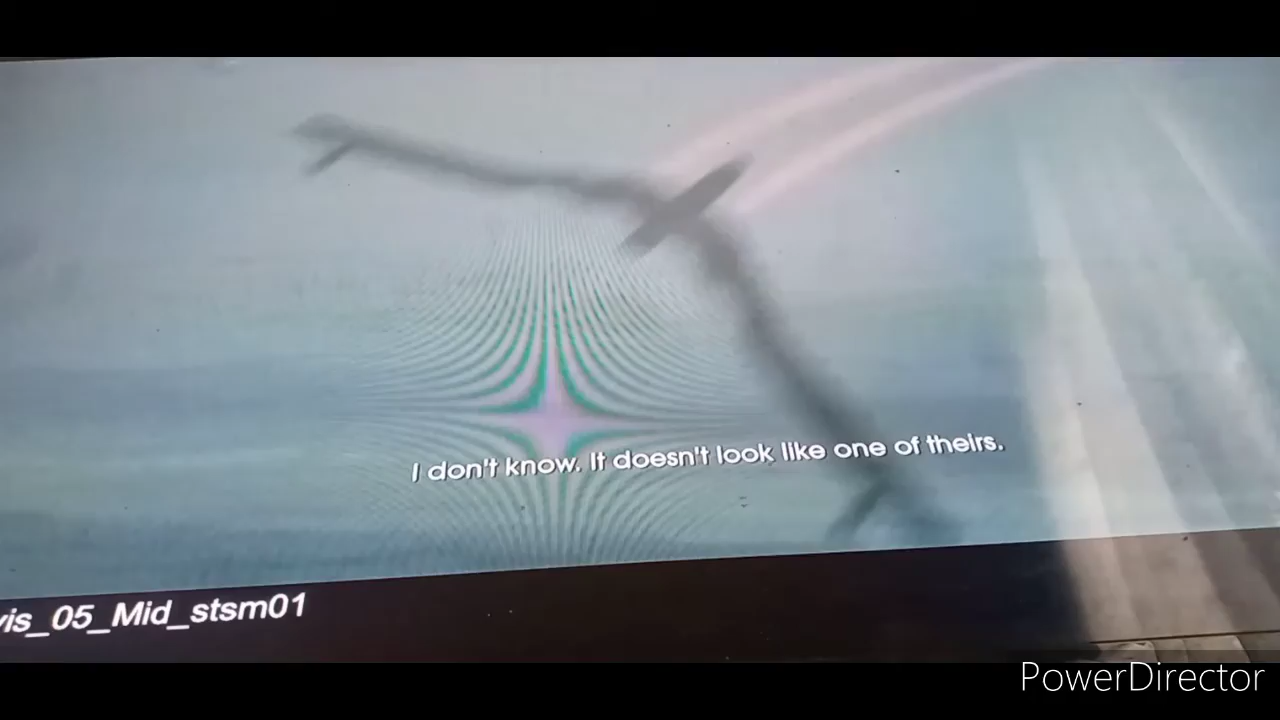 I don't know. It doesn't look like one of theirs.
vis_05_Mid_stsm01
PowerDirector